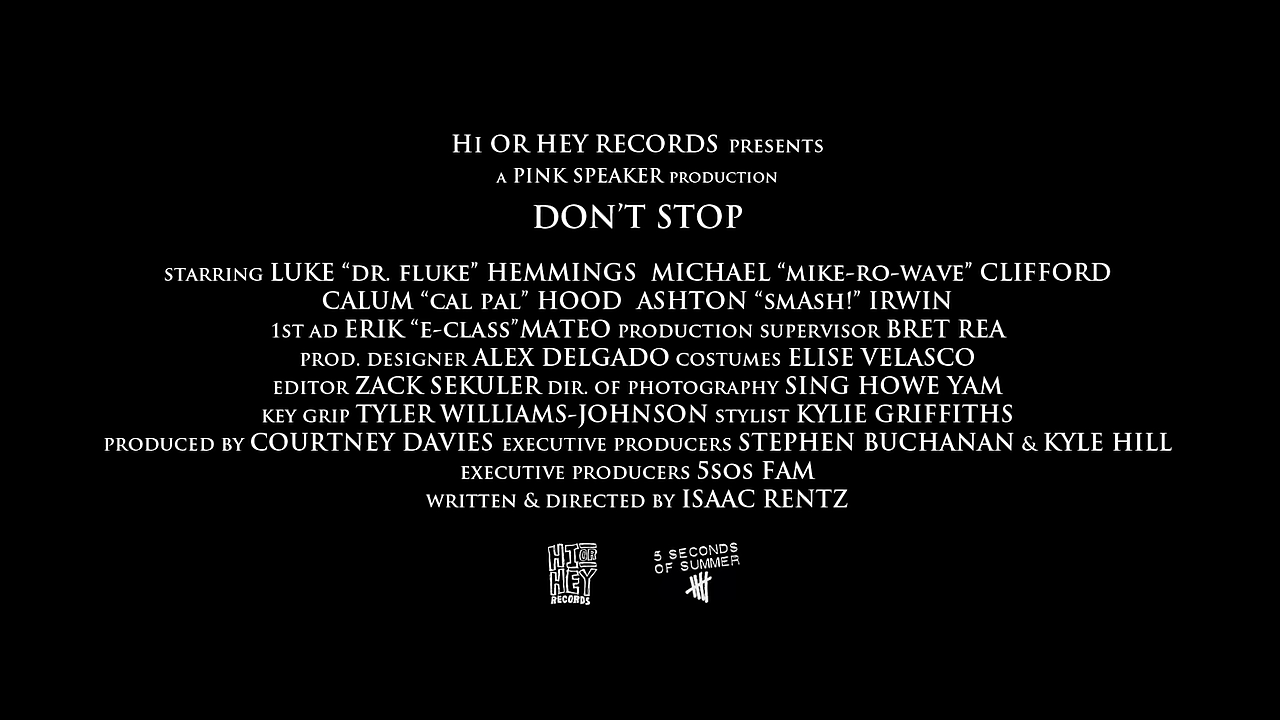 Hi OR HEY RECORDS PRESENTS
A PINK SPEAKER PRODUCTION
DON'T STOP
STARRING LUKE “DR. FLUKE” HEMMINGS MICHAEL “MIKE-RO-WAVE” CLIFFORD
CALUM “CAL PAL” HOOD ASHTON “SMASH!” IRWIN
1ST AD ERIK “E-CLASS”MATEO PRODUCTION SUPERVISOR BRET REA
PROD. DESIGNER ALEX DELGADO COSTUMES ELISE VELASCO
EDITOR ZACK SEKULER DIR. OF PHOTOGRAPHY SING HOWE YAM
KEY GRIP TYLER WILLIAMS-JOHNSON STYLIST KYLIE GRIFFITHS
PRODUCED BY COURTNEY DAVIES EXECUTIVE PRODUCERS STEPHEN BUCHANAN & KYLE HILL
EXECUTIVE PRODUCERS 5SOS FAM
WRITTEN & DIRECTED BY ISAAC RENTZ
HI OR
HEY
RECORDS
5 SECONDS
OF SUMMER